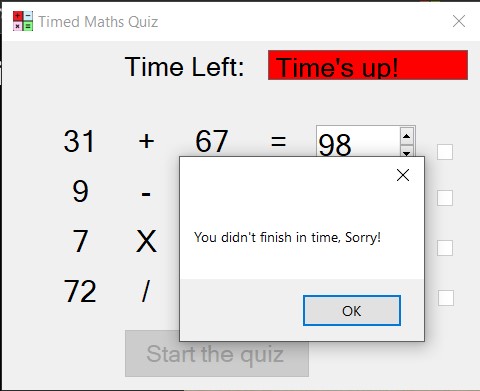 Timed Maths Quiz
Time Left: Time's up!
31 + 67 = 98
9 -
You didn't finish in time, Sorry!
7 X
72 /
OK
Start the quiz